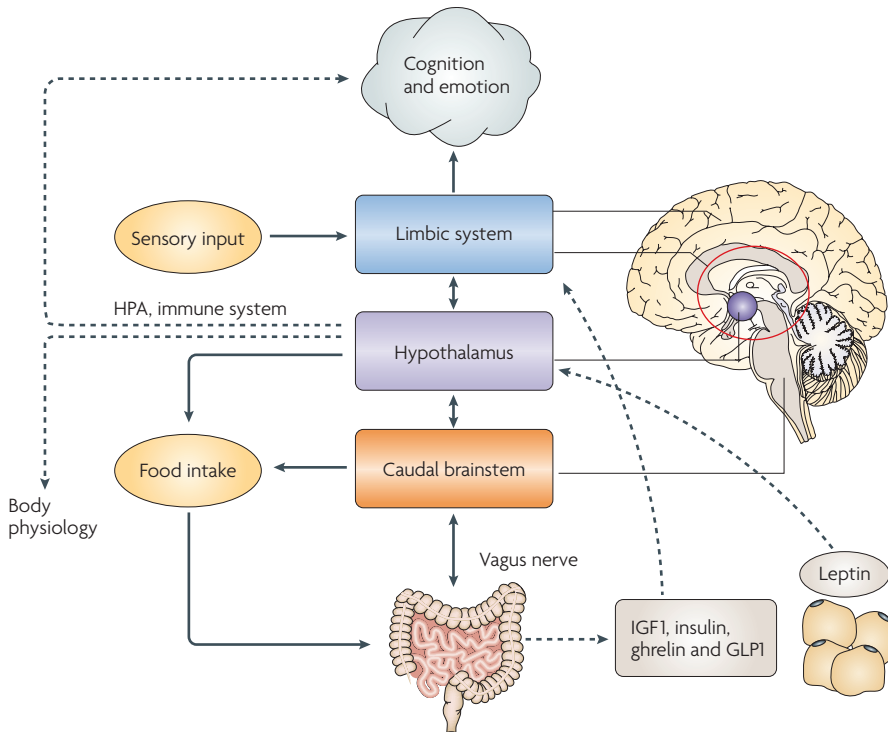 Cognition
and emotion
Sensory input
Limbic system
HPA, immune system
Hypothalamus
Food intake
Caudal brainstem
Body
physiology
Vagus nerve
Leptin
IGF1, insulin,
ghrelin and GLP1